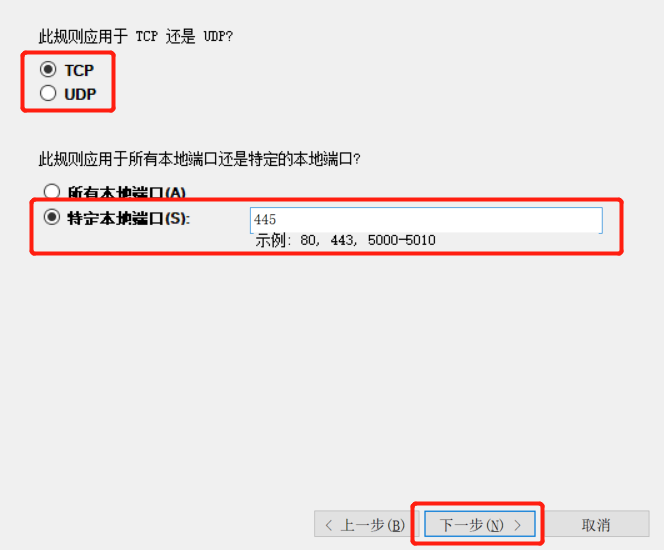 此规则应用于 TCP 还是 UDP?
TCP
UDP
此规则应用于所有本地端口还是特定的本地端口?
所有本地端口(A)
特定本地端口(S): 445
示例: 80, 443, 5000-5010
< 上一步(B) 下一步(N) > 取消